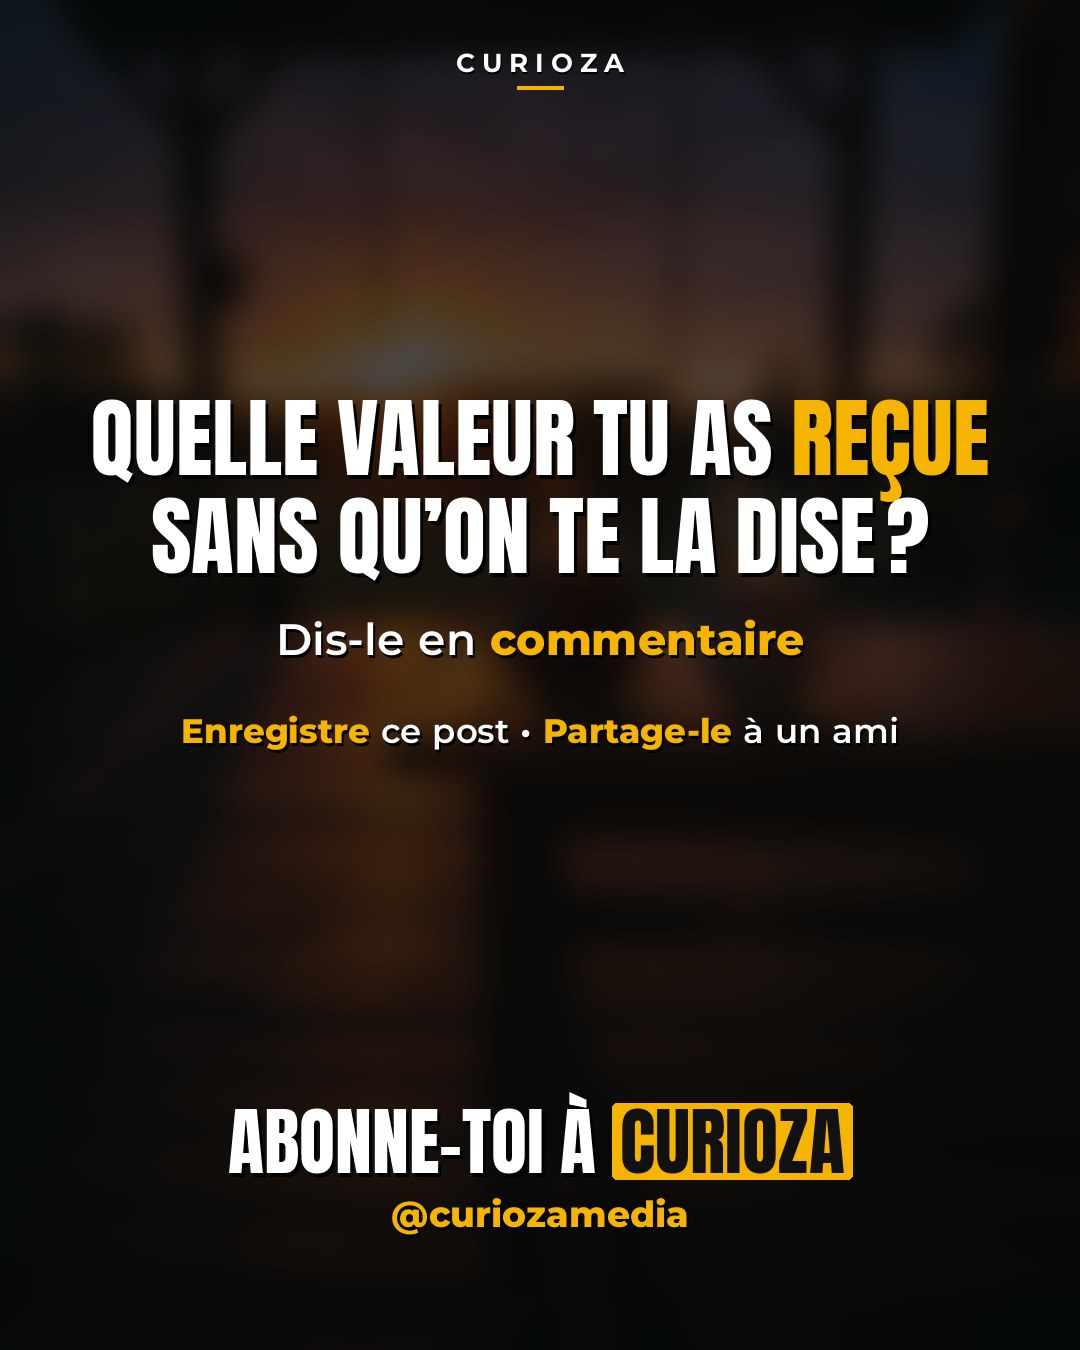 CURIOZA
QUELLE VALEUR TU AS REÇUE
SANS QU’ON TE LA DISE ?
Dis-le en commentaire
Enregistre ce post • Partage-le à un ami
ABONNE-TOI À CURIOZA
@curiozamedia